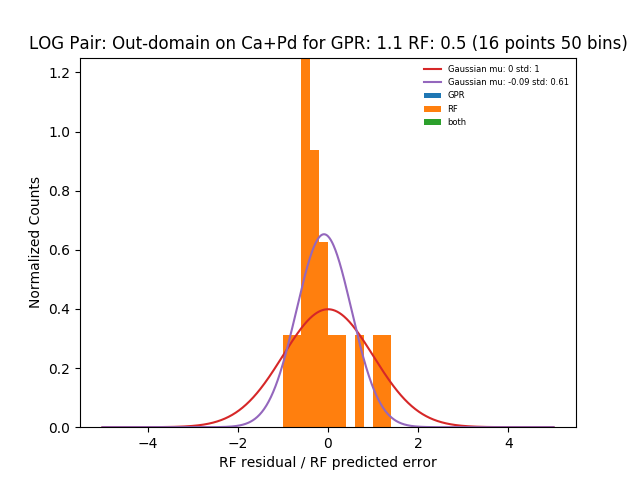 LOG Pair: Out-domain on Ca+Pd for GPR: 1.1 RF: 0.5 (16 points 50 bins)
Gaussian mu: 0 std: 1
Gaussian mu: -0.09 std: 0.61
GPR
RF
both
Normalized Counts
1.2
1.0
0.8
0.6
0.4
0.2
0.0
−4
−2
0
2
4
RF residual / RF predicted error